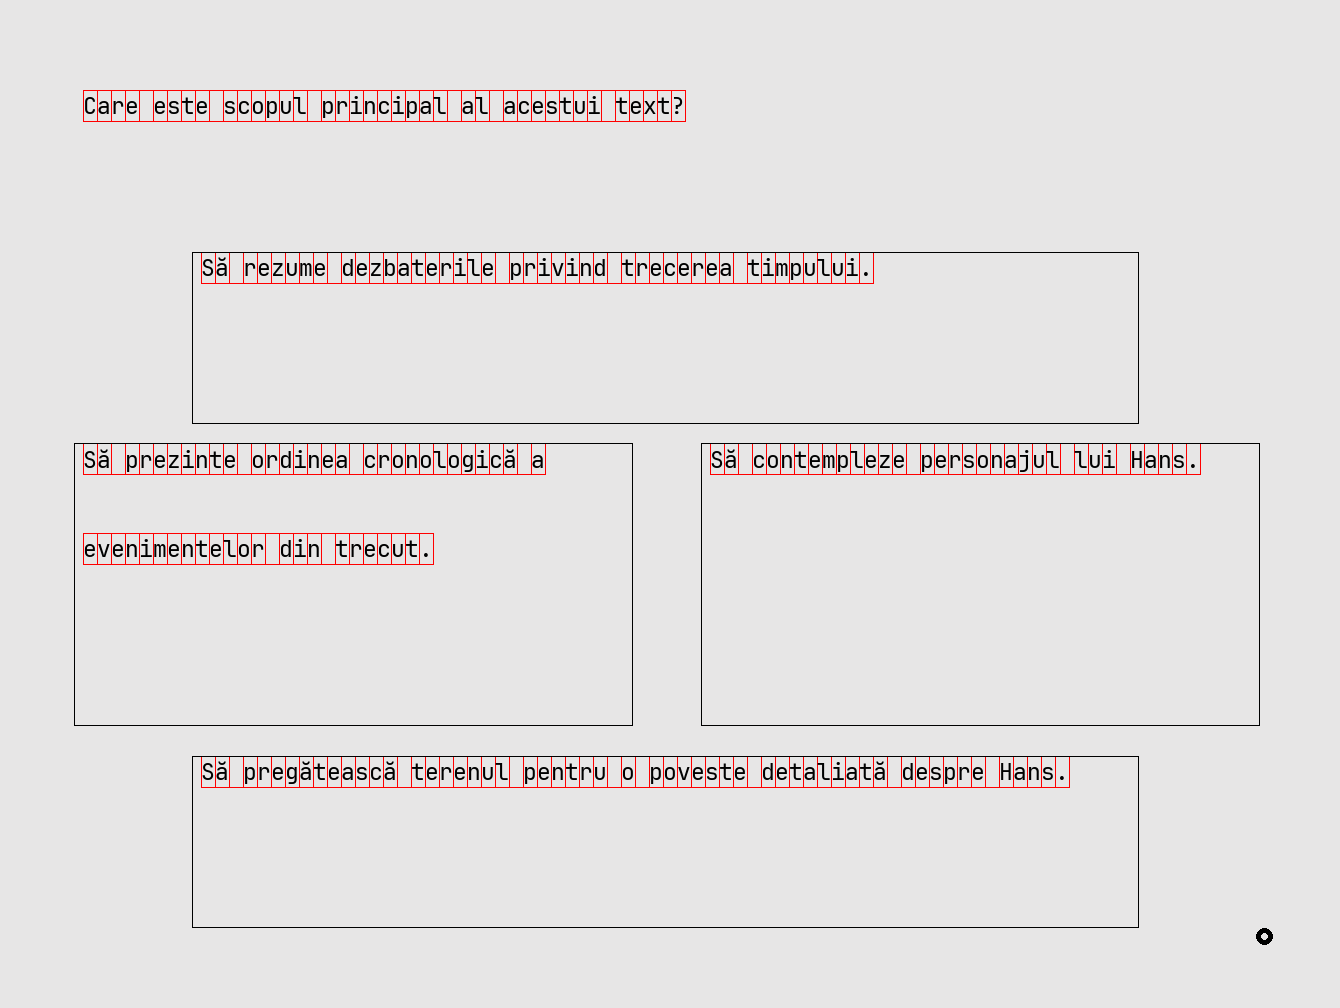 Care este scopul principal al acestui text?
Să rezume dezbaterile privind trecerea timpului.
Să prezinte ordinea cronologică a
evenimentelor din trecut.
Să contempleze personajul lui Hans.
Să pregătească terenul pentru o poveste detaliată despre Hans.